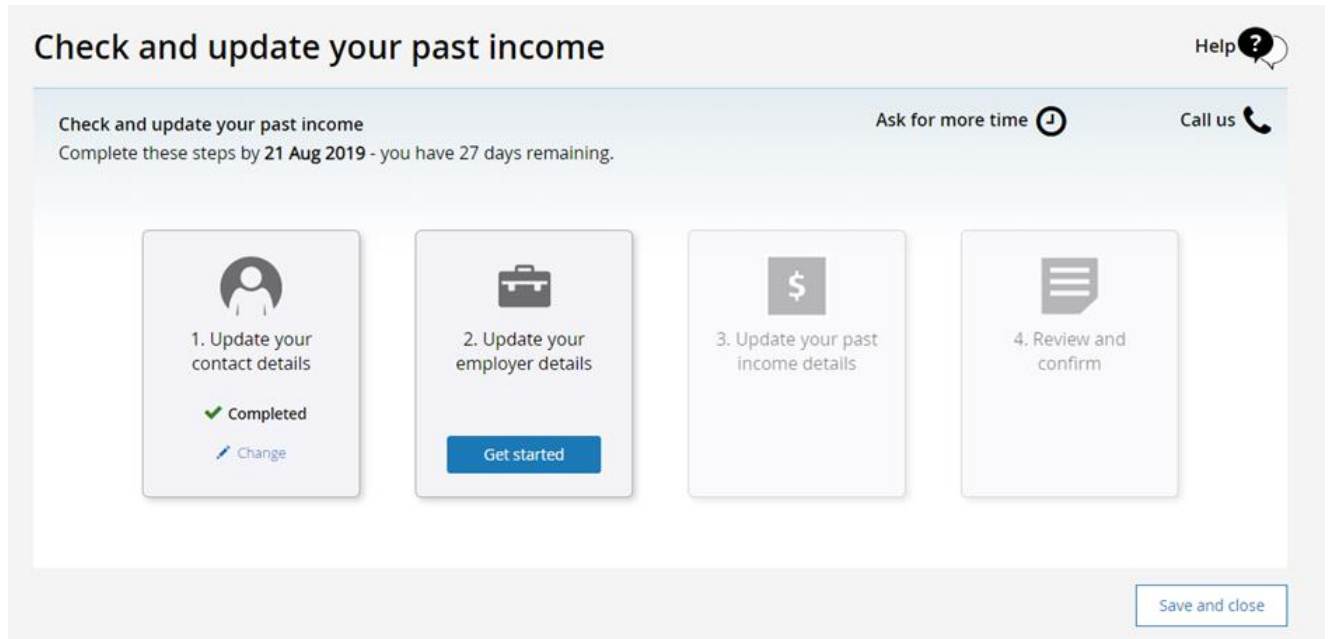 Check and update your past income
Help ?
Check and update your past income
Ask for more time
Call us
Complete these steps by 21 Aug 2019 - you have 27 days remaining.
1. Update your
contact details
Completed
Change
2. Update your
employer details
Get started
$
3. Update your past
income details
4. Review and
confirm
Save and close